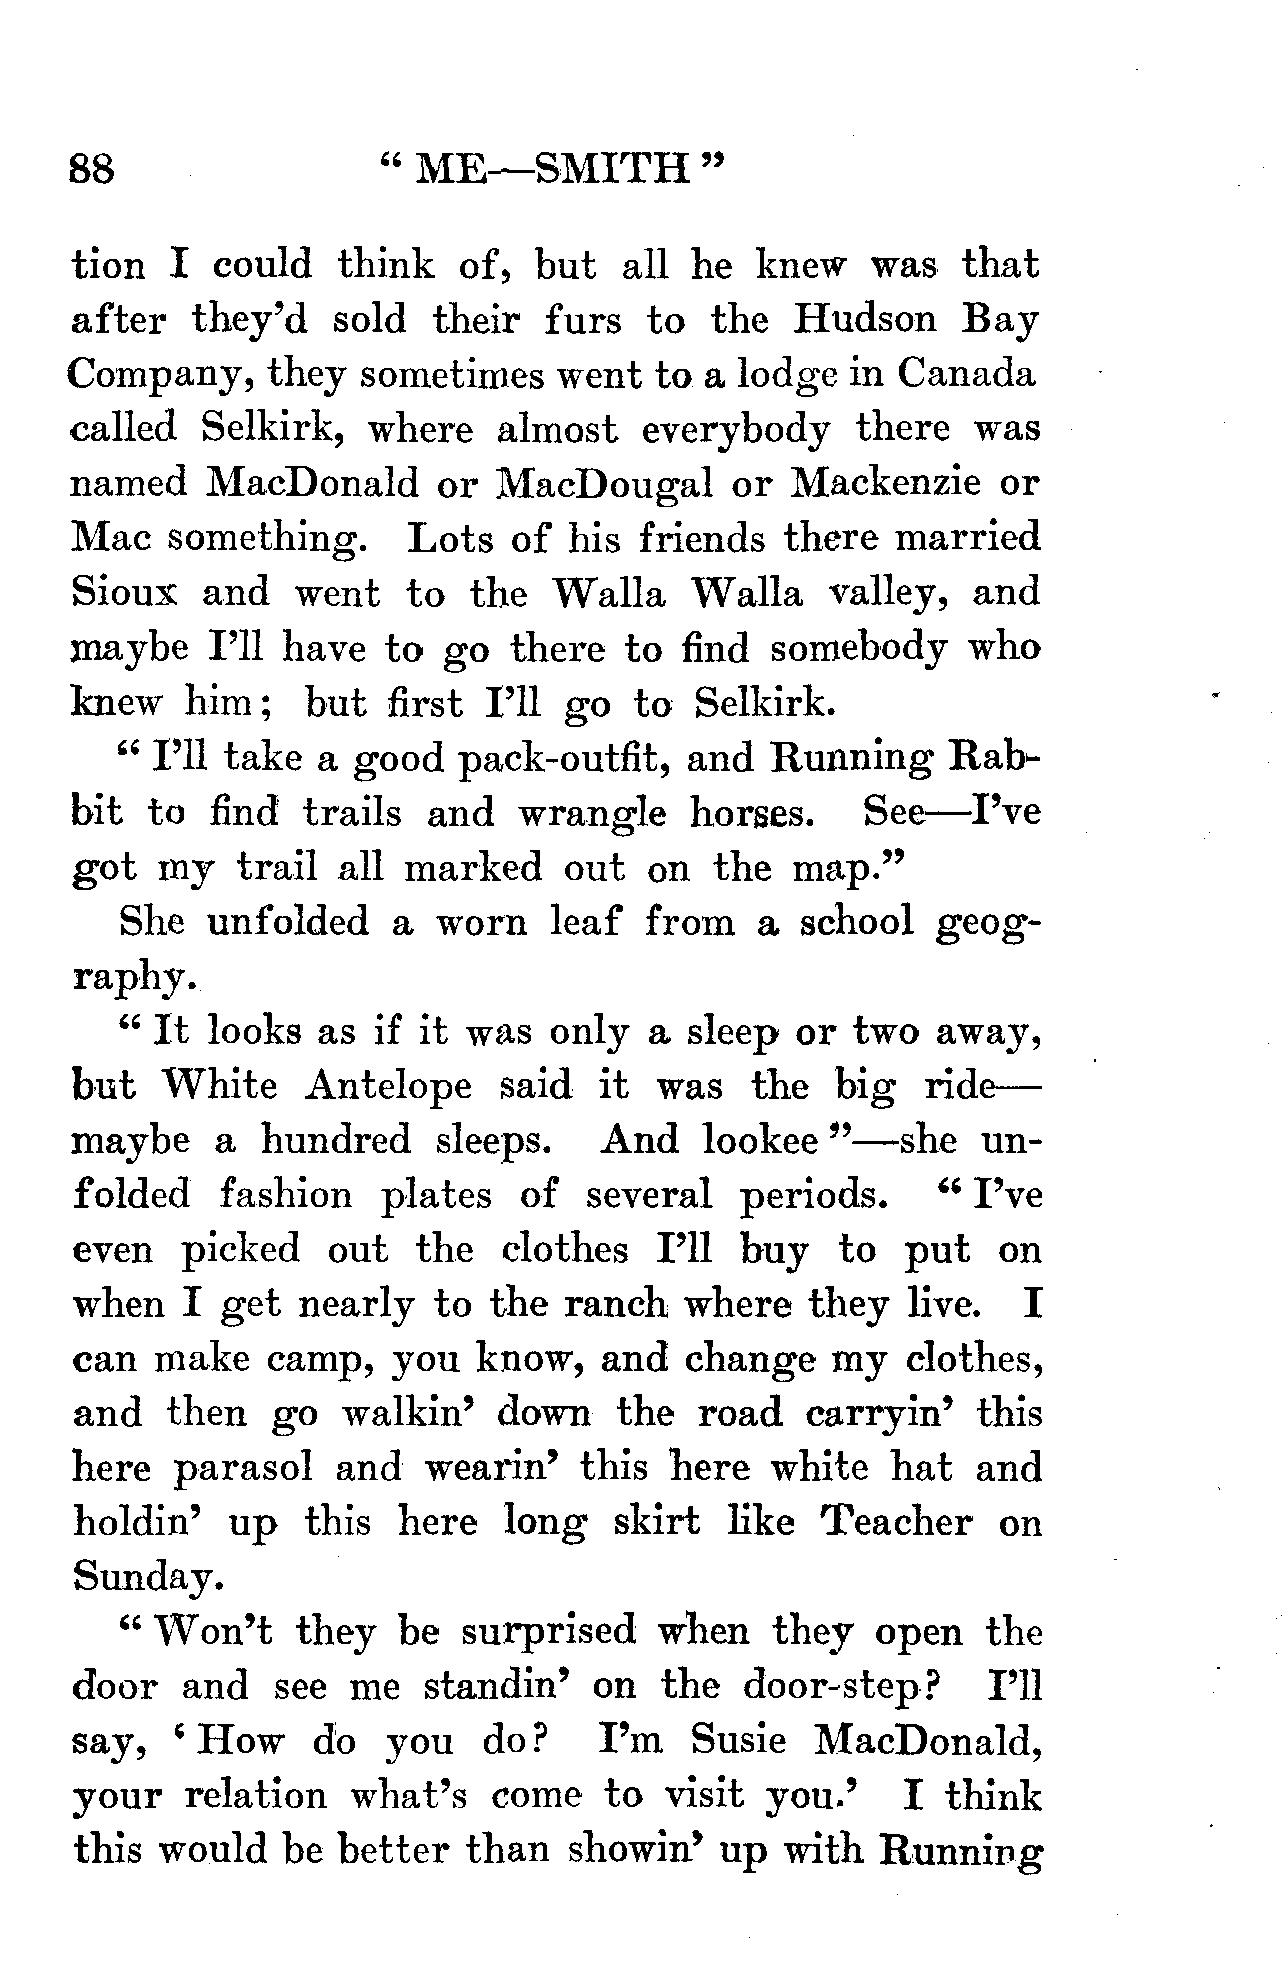 88 “ ME—SMITH ”
tion I could think of, but all he knew was that
after they’d sold their furs to the Hudson Bay
Company, they sometimes went to a lodge in Canada
called Selkirk, where almost everybody there was
named MacDonald or MacDougal or Mackenzie or
Mac something. Lots of his friends there married
Sioux and went to the Walla Walla valley, and
maybe I’ll have to go there to find somebody who
knew him; but first I’ll go to Selkirk.
“ I’ll take a good pack-outfit, and Running Rab-
bit to find trails and wrangle horses. See—I’ve
got my trail all marked out on the map.”
She unfolded a worn leaf from a school geog-
raphy.
“ It looks as if it was only a sleep or two away,
but White Antelope said it was the big ride—
maybe a hundred sleeps. And lookee ”—she un-
folded fashion plates of several periods. “ I’ve
even picked out the clothes I’ll buy to put on
when I get nearly to the ranch where they live. I
can make camp, you know, and change my clothes,
and then go walkin’ down the road carryin’ this
here parasol and wearin’ this here white hat and
holdin’ up this here long skirt like Teacher on
Sunday.
“ Won’t they be surprised when they open the
door and see me standin’ on the door-step? I’ll
say, ‘ How do you do? I’m Susie MacDonald,
your relation what’s come to visit you.’ I think
this would be better than showin’ up with Running